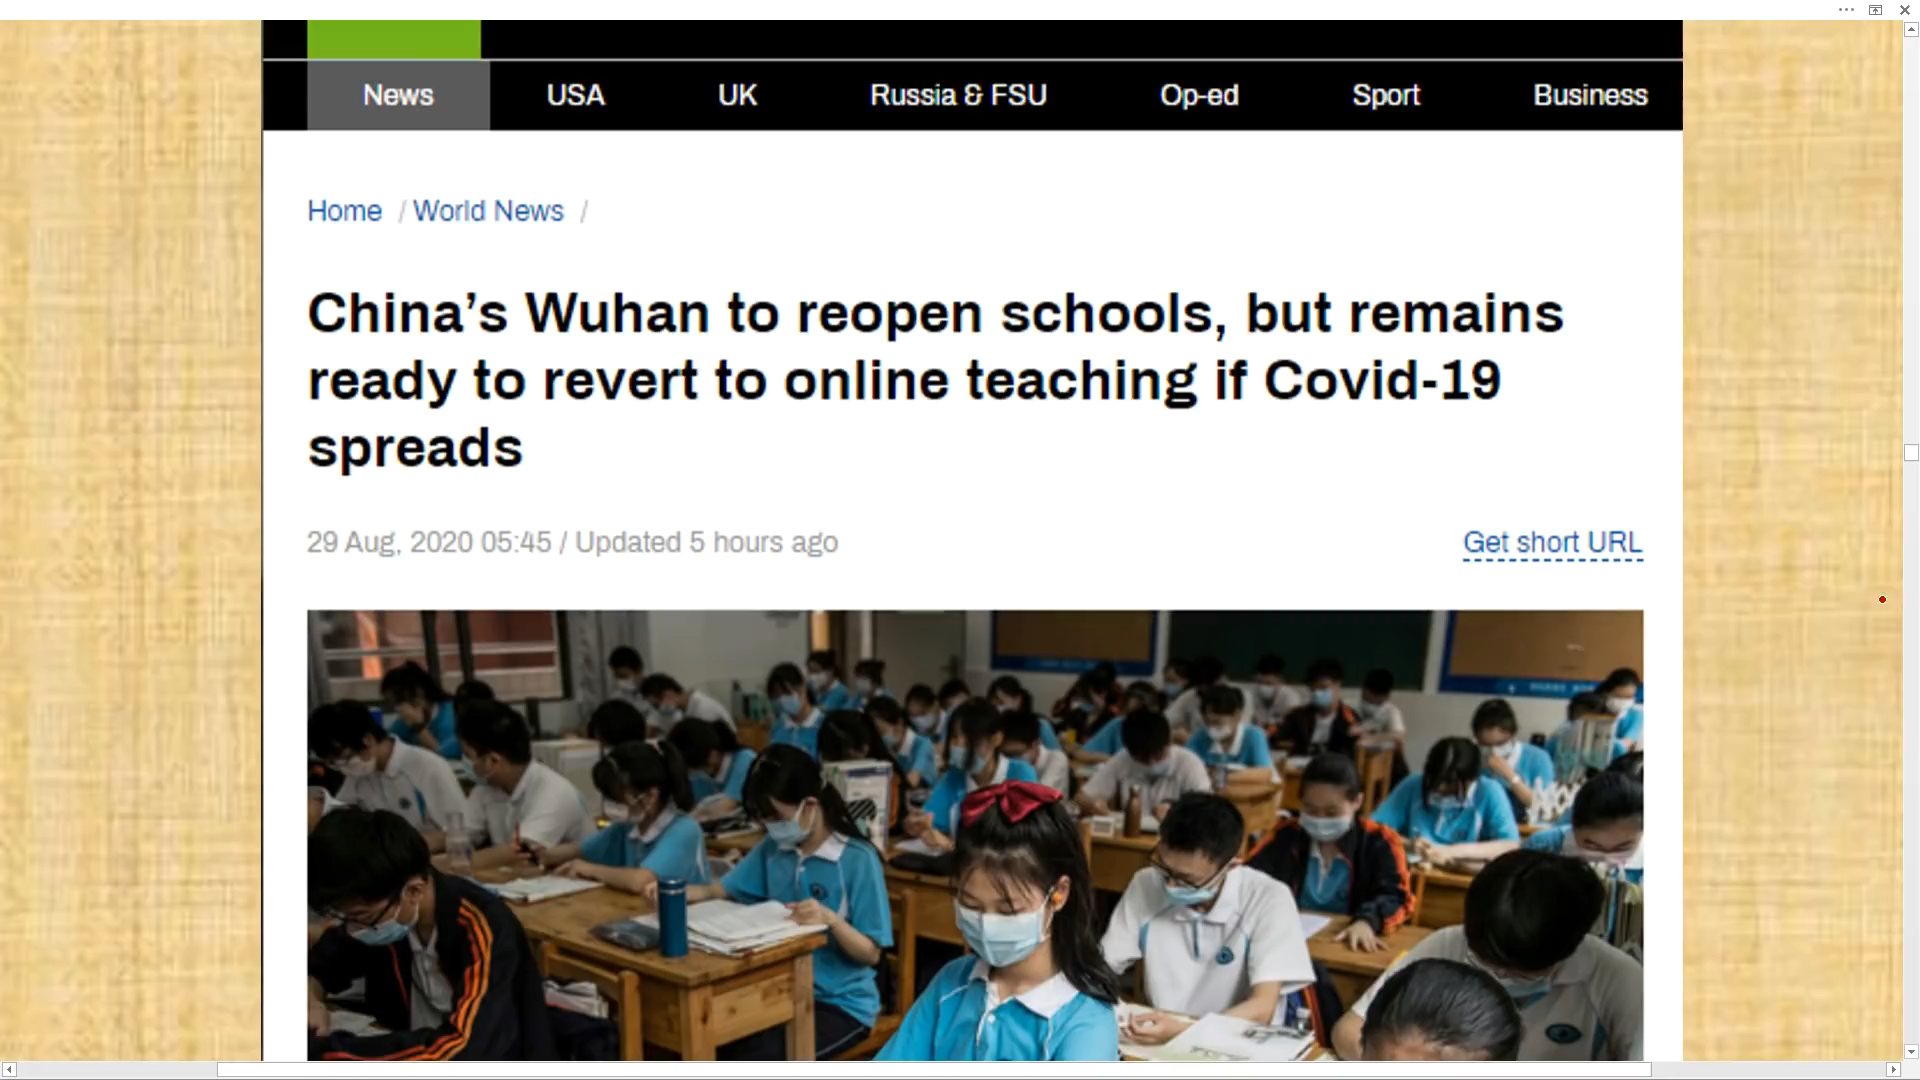 News USA UK Russia & FSU Op-ed Sport Business
Home / World News /
China’s Wuhan to reopen schools, but remains
ready to revert to online teaching if Covid-19
spreads
29 Aug, 2020 05:45 / Updated 5 hours ago
Get short URL